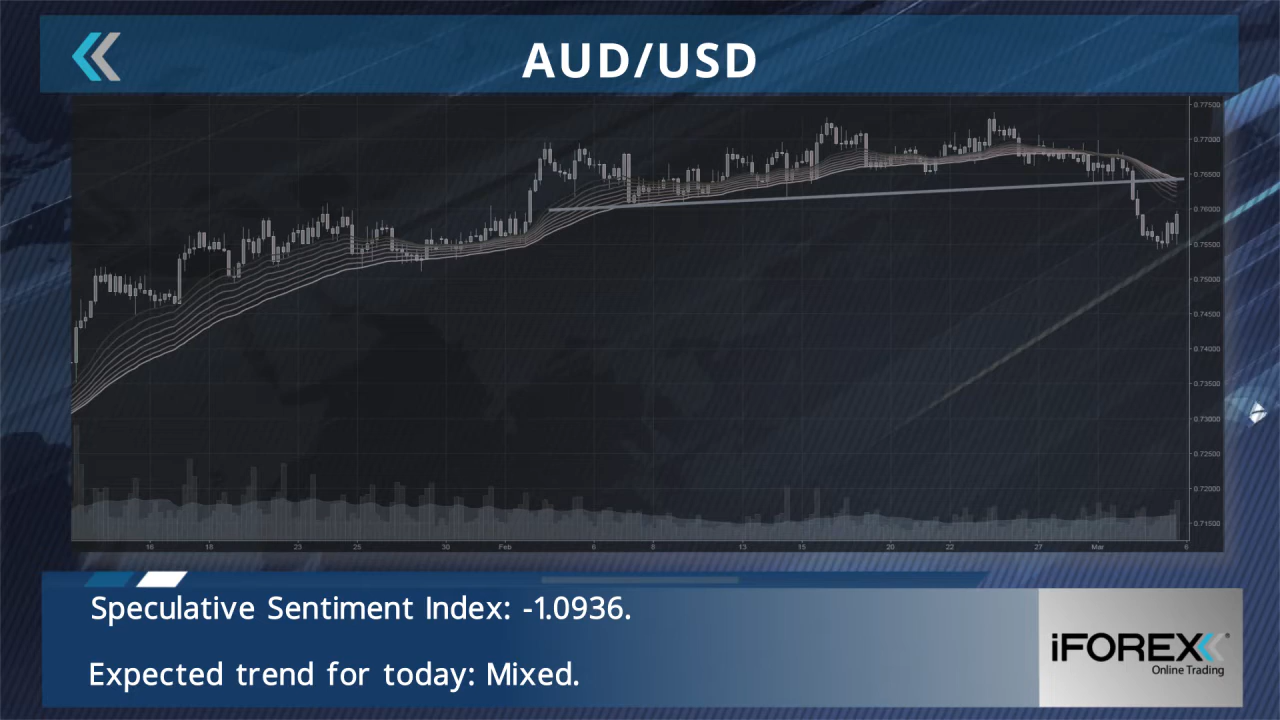 AUD/USD
0.77500
0.77000
0.76500
0.76000
0.75500
0.75000
0.74500
0.74000
0.73500
0.73000
0.72500
0.72000
0.71500
16 18 23 25 30 Feb 6 8 13 15 20 22 27 Mar 6
Speculative Sentiment Index: -1.0936.
Expected trend for today: Mixed.
iFOREX
Online Trading